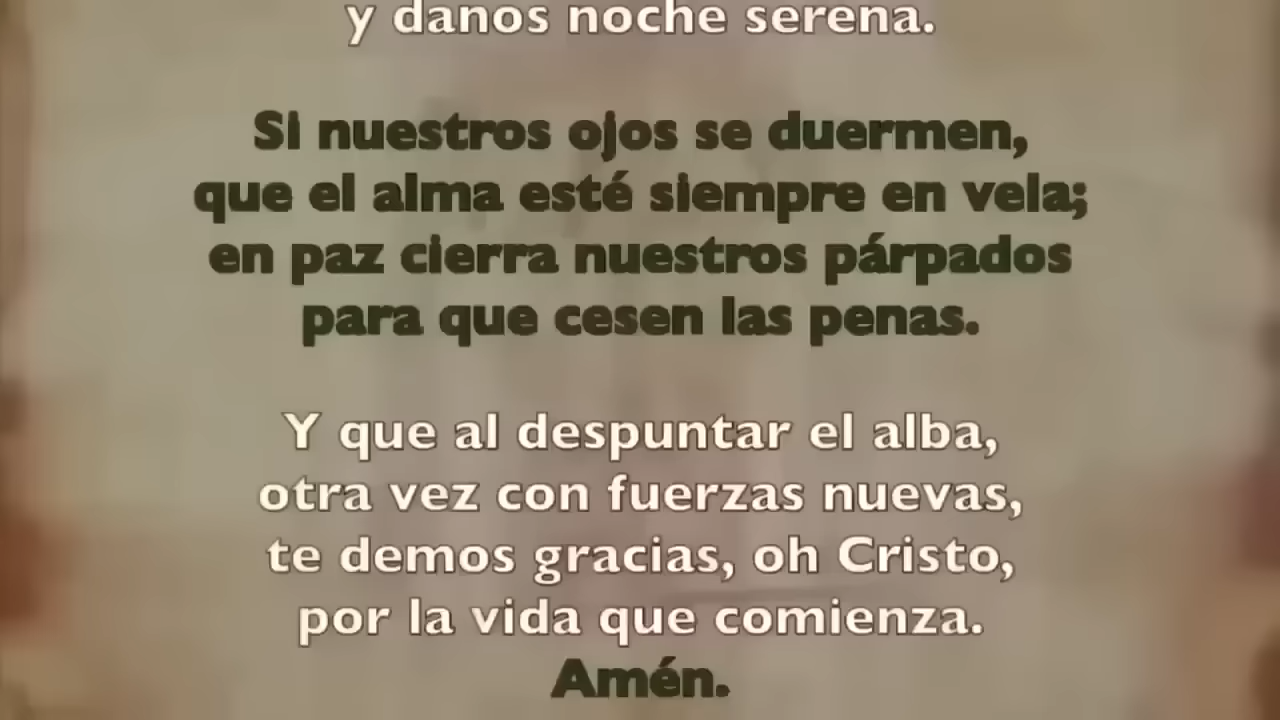 y danos noche serena.
Si nuestros ojos se duermen,
que el alma esté siempre en vela;
en paz cierra nuestros párpados
para que cesen las penas.
Y que al despuntar el alba,
otra vez con fuerzas nuevas,
te demos gracias, oh Cristo,
por la vida que comienza.
Amén.